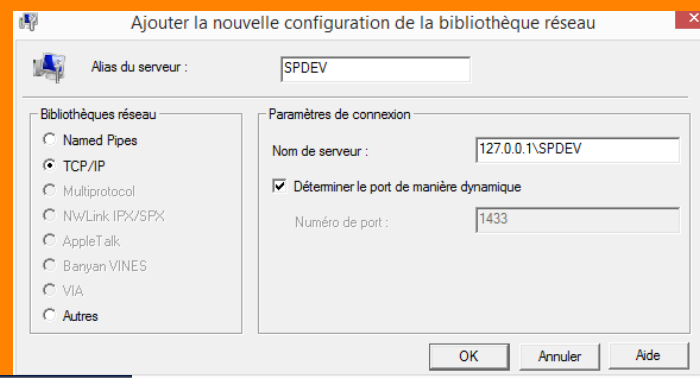 Ajouter la nouvelle configuration de la bibliothèque réseau
Alias du serveur :
SPDEV
Bibliothèques réseau
Named Pipes
TCP/IP
Multiprotocol
NWLink IPX/SPX
AppleTalk
Banyan VINES
VIA
Autres
Paramètres de connexion
Nom de serveur :
127.0.0.1\SPDEV
Déterminer le port de manière dynamique
Numéro de port :
1433
OK
Annuler
Aide